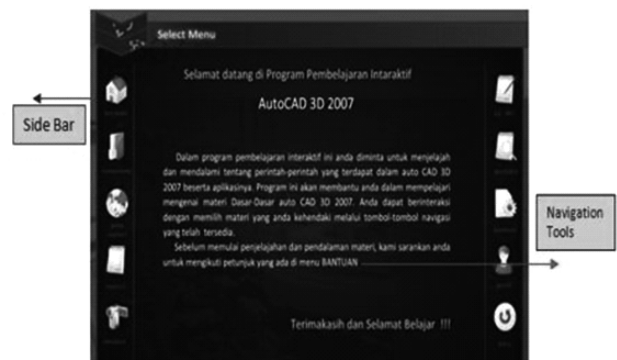 Select Menu
Selamat datang di Program Pembelajaran Intaraktif
AutoCAD 3D 2007
Side Bar
Dalam program pembelajaran interaktif ini anda diminta untuk menjelajah
dan mendalami tentang perintah-perintah yang terdapat dalam auto CAD 3D
2007 beserta aplikasinya. Program ini akan membantu anda dalam mempelajari
mengenai materi Dasar-Dasar auto CAD 3D 2007. Anda dapat berinteraksi
dengan memilih materi yang anda kehendaki melalui tombol-tombol navigasi
yang telah tersedia.
Navigation
Tools
Sebelum memulai penjelajahan dan pendalaman materi, kami sarankan anda
untuk mengikuti petunjuk yang ada di menu BANTUAN
Terimakasih dan Selamat Belajar !!!